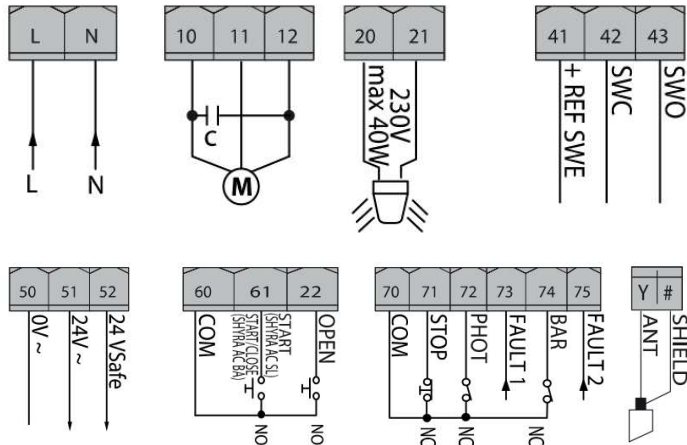 L N
10 11 12
20 21
41 42 43
C
M
230V
max 40W
+ REF SWE
SWC
SWO
L N
50 51 52
60 61 22
70 71 72 73 74 75
Y #
0V ~
24V ~
24 VSafe
COM
START
(SHYRA AC SL)
START/CLOSE
(SHYRA AC BA)
OPEN
NO
NO
COM
STOP
PHOT
FAULT 1
BAR
FAULT 2
NC
NC
NC
ANT
SHIELD